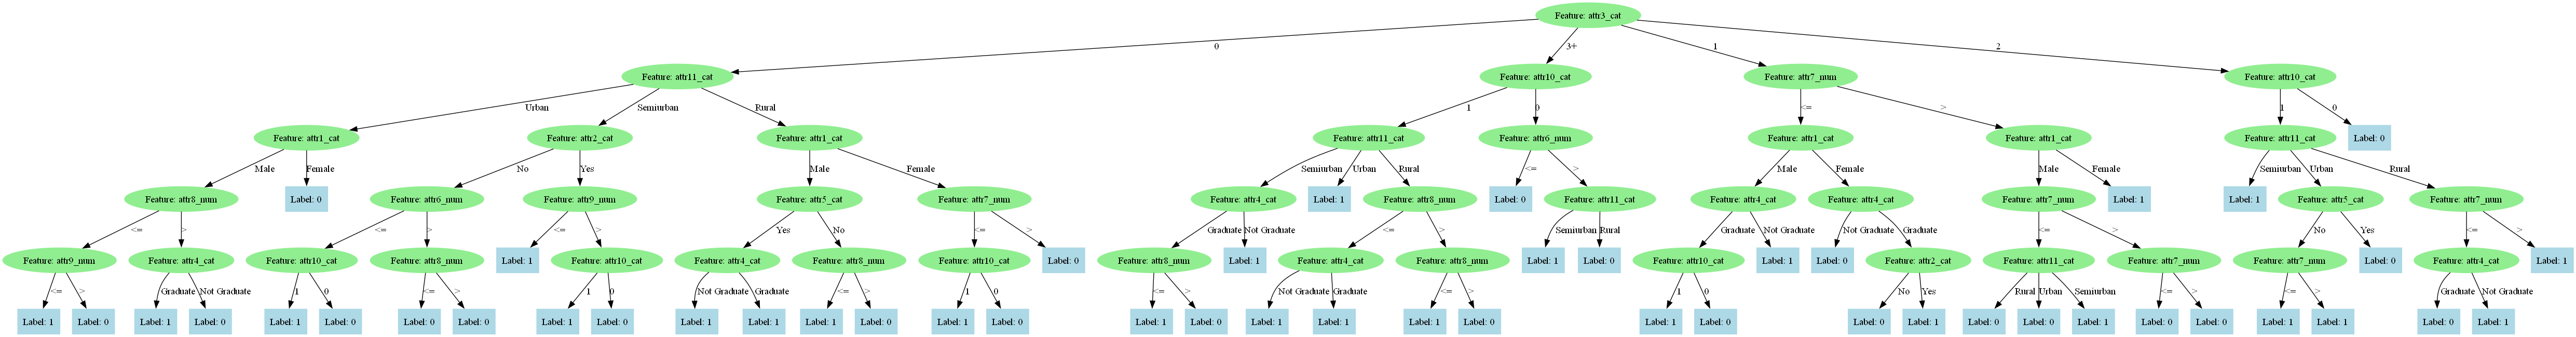 Feature: attr3_cat
0
3+
1
2
Feature: attr11_cat
Feature: attr10_cat
Feature: attr7_num
Feature: attr10_cat
Urban
Semiurban
Rural
1
0
<=
>
1
0
Feature: attr1_cat
Feature: attr2_cat
Feature: attr1_cat
Feature: attr11_cat
Feature: attr6_num
Feature: attr1_cat
Feature: attr1_cat
Feature: attr11_cat
Label: 0
Male
Female
No
Yes
Male
Female
Semiurban
Urban
Rural
<=
>
Male
Female
Male
Female
Semiurban
Urban
Rural
Feature: attr8_num
Label: 0
Feature: attr6_num
Feature: attr9_num
Feature: attr5_cat
Feature: attr7_num
Feature: attr4_cat
Label: 1
Feature: attr8_num
Label: 0
Feature: attr11_cat
Feature: attr4_cat
Feature: attr4_cat
Feature: attr7_num
Label: 1
Label: 1
Feature: attr5_cat
Feature: attr7_num
<=
>
<=
>
<=
>
Yes
No
<=
>
Graduate
Not Graduate
<=
>
Semiurban
Rural
Graduate
Not Graduate
Not Graduate
Graduate
<=
>
No
Yes
<=
>
Feature: attr9_num
Feature: attr4_cat
Feature: attr10_cat
Feature: attr8_num
Label: 1
Feature: attr10_cat
Feature: attr4_cat
Feature: attr8_num
Feature: attr10_cat
Label: 0
Feature: attr8_num
Label: 1
Feature: attr4_cat
Feature: attr8_num
Label: 1
Label: 0
Feature: attr10_cat
Label: 1
Label: 0
Feature: attr2_cat
Feature: attr11_cat
Feature: attr7_num
Feature: attr7_num
Label: 0
Feature: attr4_cat
Label: 1
<=
>
Graduate
Not Graduate
1
0
<=
>
1
0
Not Graduate
Graduate
<=
>
1
0
<=
>
Not Graduate
Graduate
<=
>
1
0
No
Yes
Rural
Urban
Semiurban
<=
>
<=
>
Graduate
Not Graduate
Label: 1
Label: 0
Label: 1
Label: 0
Label: 1
Label: 0
Label: 0
Label: 0
Label: 1
Label: 0
Label: 1
Label: 1
Label: 1
Label: 0
Label: 1
Label: 0
Label: 1
Label: 0
Label: 1
Label: 1
Label: 1
Label: 0
Label: 1
Label: 0
Label: 0
Label: 1
Label: 0
Label: 0
Label: 1
Label: 0
Label: 0
Label: 1
Label: 1
Label: 0
Label: 1